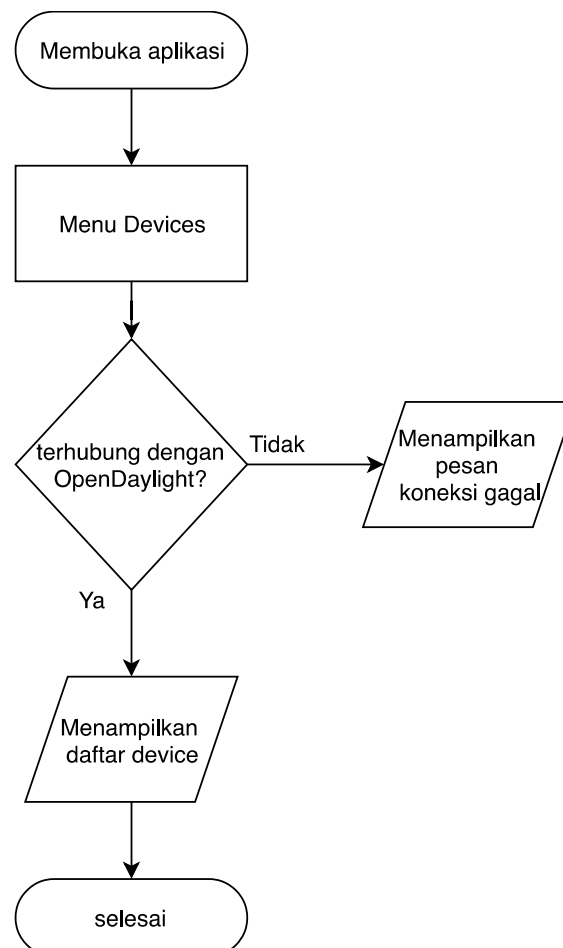 Membuka aplikasi
Menu Devices
terhubung dengan
OpenDaylight?
Tidak
Menampilkan
pesan
koneksi gagal
Ya
Menampilkan
daftar device
selesai